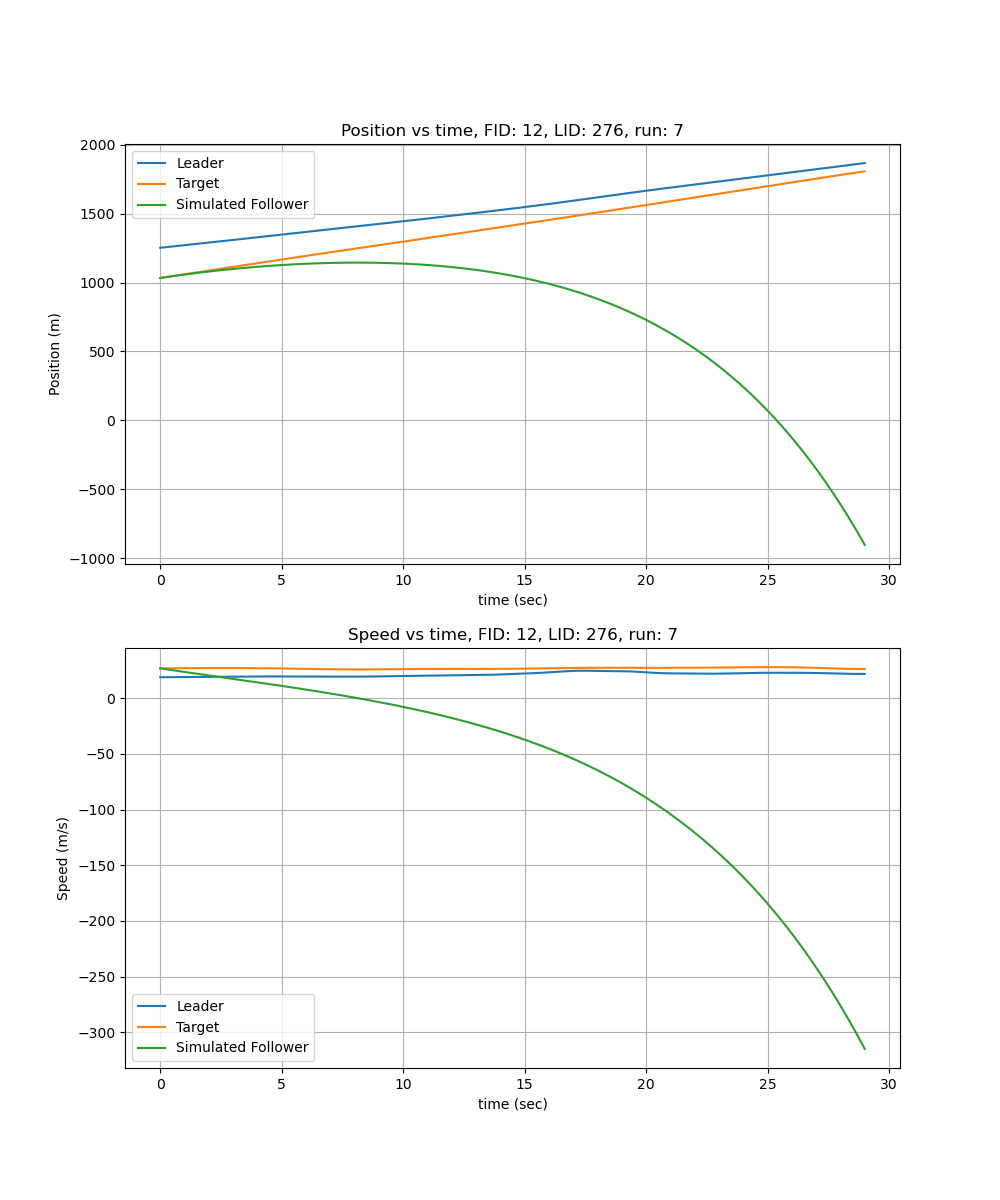 Position vs time, FID: 12, LID: 276, run: 7
2000
1500
1000
500
0
−500
−1000
Position (m)
Leader
Target
Simulated Follower
0 5 10 15 20 25 30
time (sec)
Speed vs time, FID: 12, LID: 276, run: 7
0
−50
−100
−150
−200
−250
−300
Speed (m/s)
Leader
Target
Simulated Follower
0 5 10 15 20 25 30
time (sec)